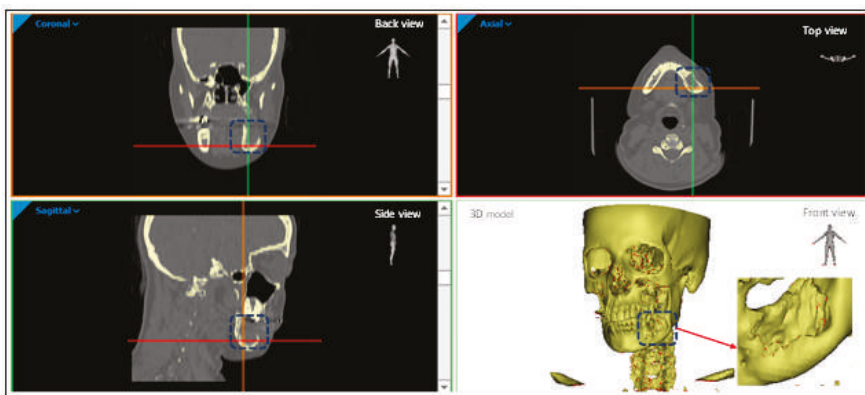 Coronal
Back view
Axial
Top view
Sagittal
Side view
3D model
Front view